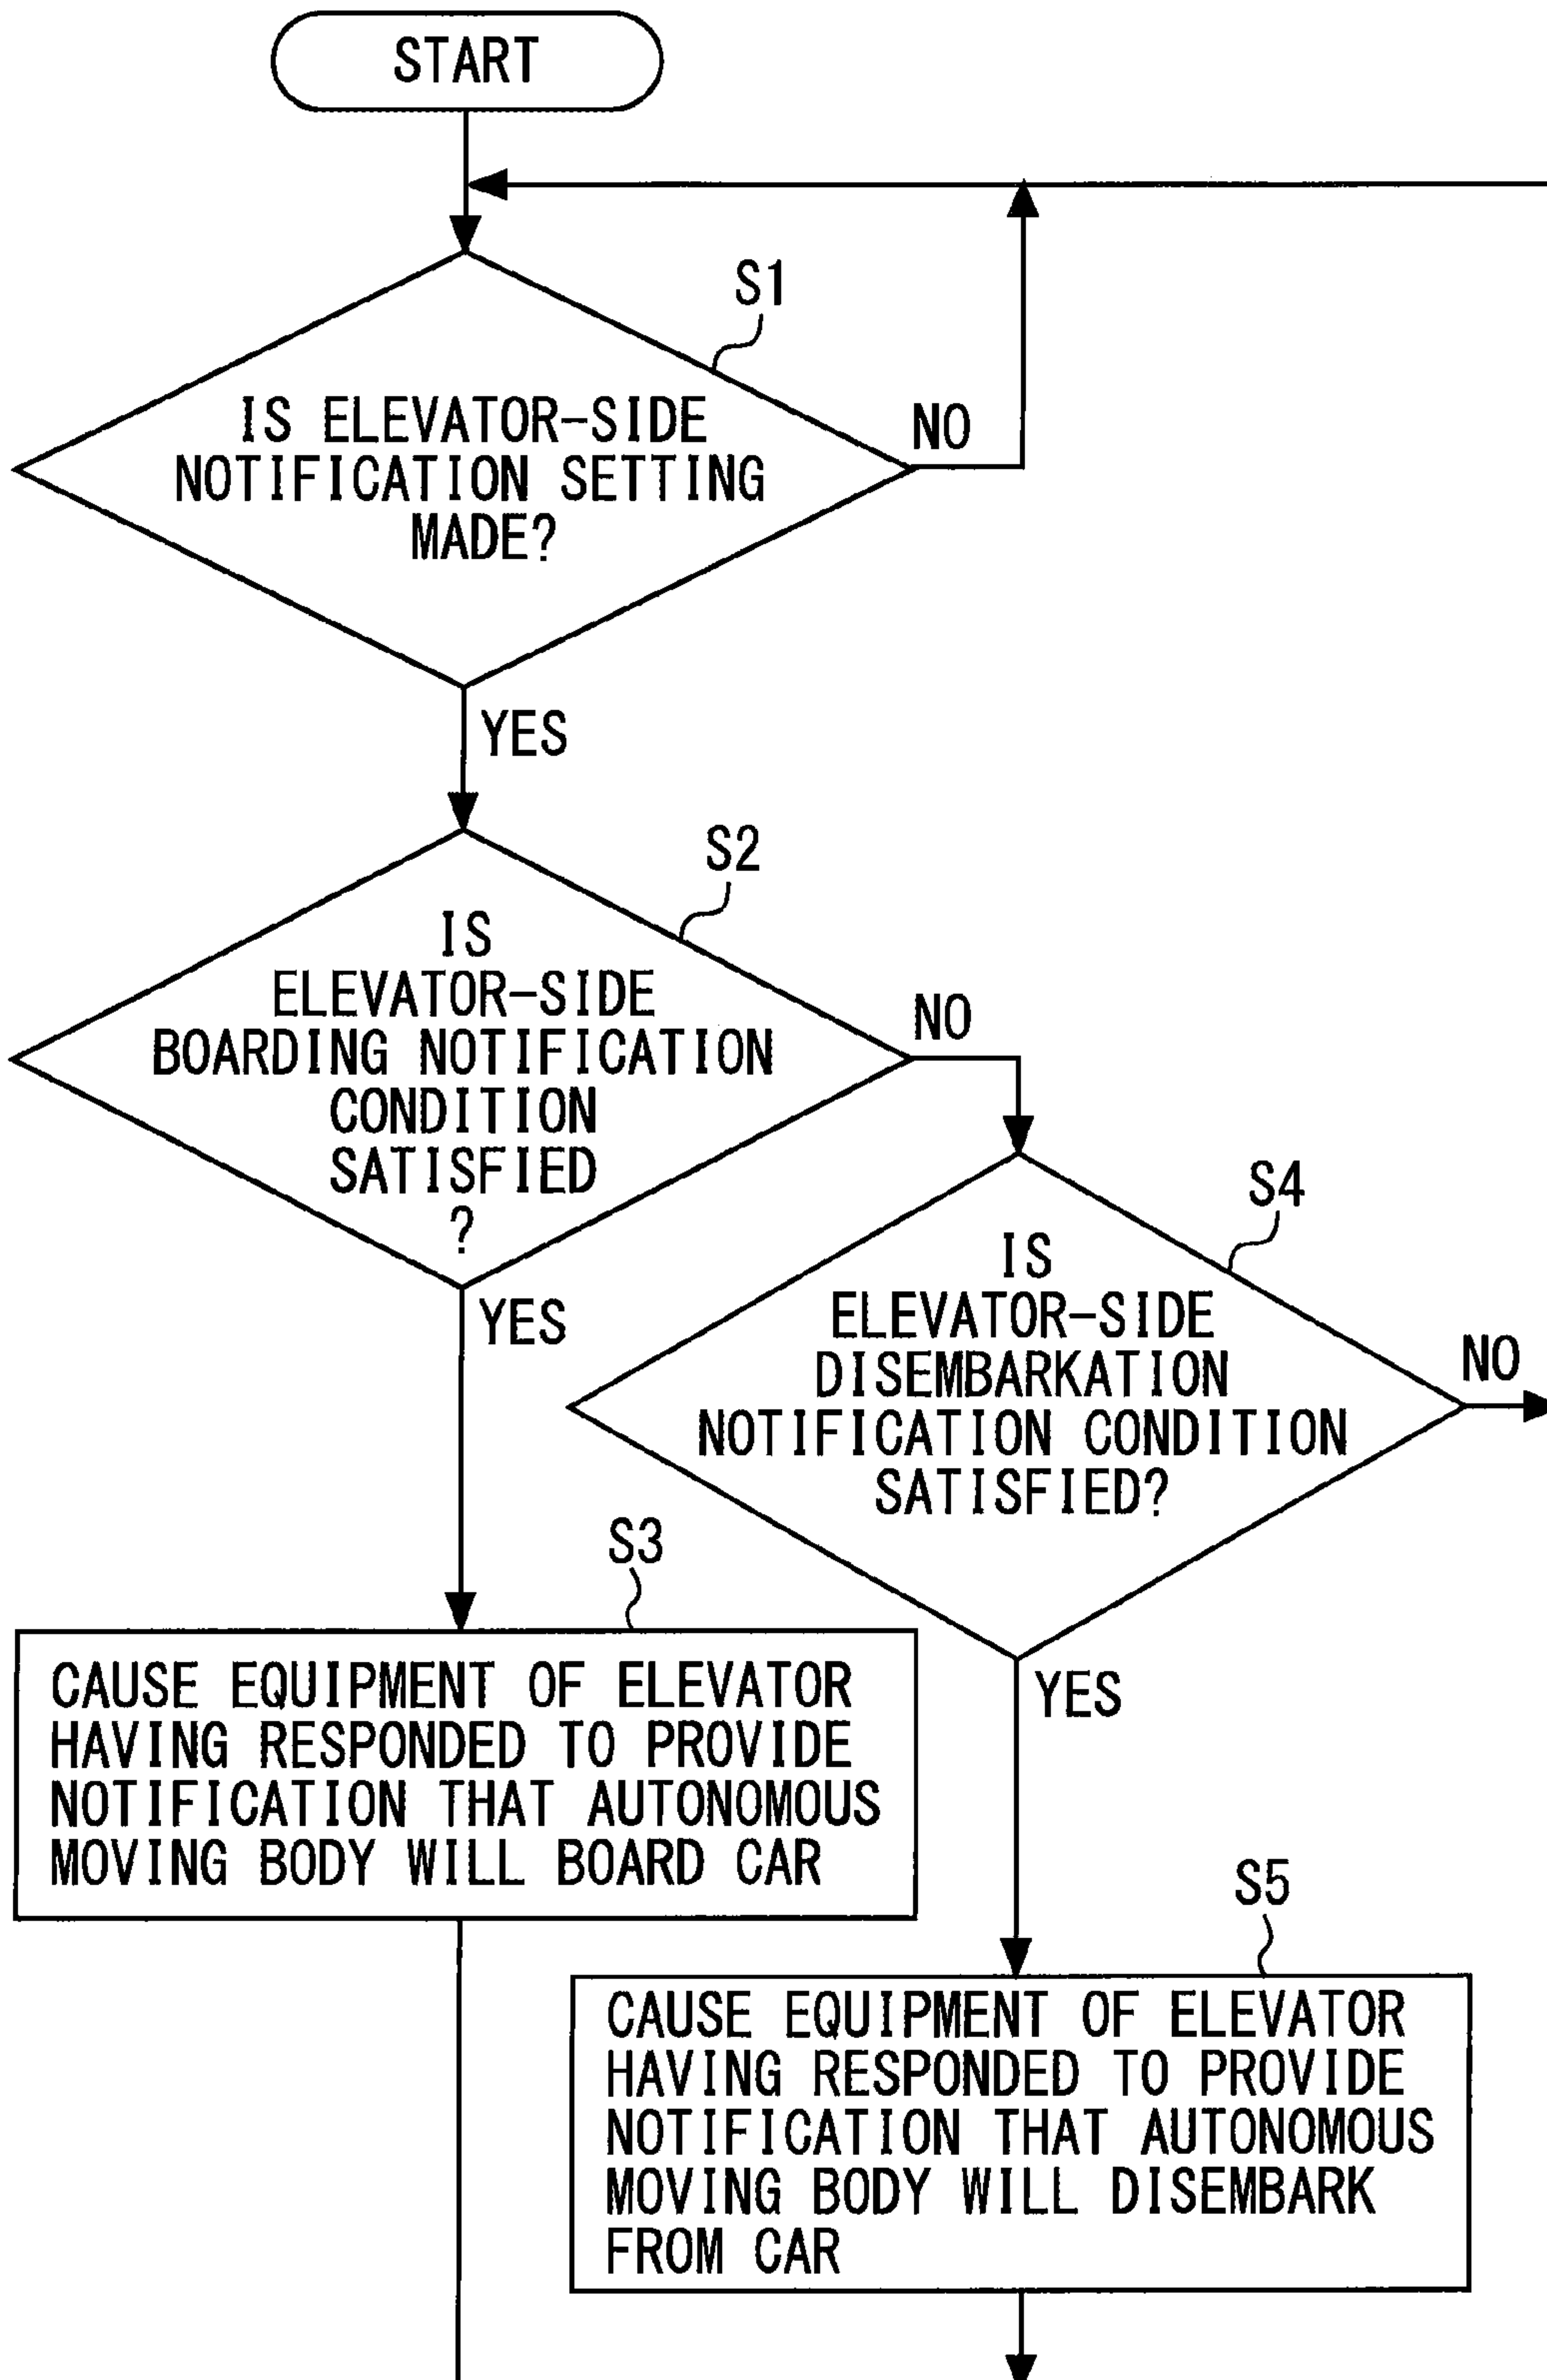 START
S1
IS ELEVATOR-SIDE
NOTIFICATION SETTING
MADE?
NO
YES
S2
IS
ELEVATOR-SIDE
BOARDING NOTIFICATION
CONDITION
SATISFIED
?
NO
YES
S4
IS
ELEVATOR-SIDE
DISEMBARKATION
NOTIFICATION CONDITION
SATISFIED?
NO
YES
S3
CAUSE EQUIPMENT OF ELEVATOR
HAVING RESPONDED TO PROVIDE
NOTIFICATION THAT AUTONOMOUS
MOVING BODY WILL BOARD CAR
S5
CAUSE EQUIPMENT OF ELEVATOR
HAVING RESPONDED TO PROVIDE
NOTIFICATION THAT AUTONOMOUS
MOVING BODY WILL DISEMBARK
FROM CAR